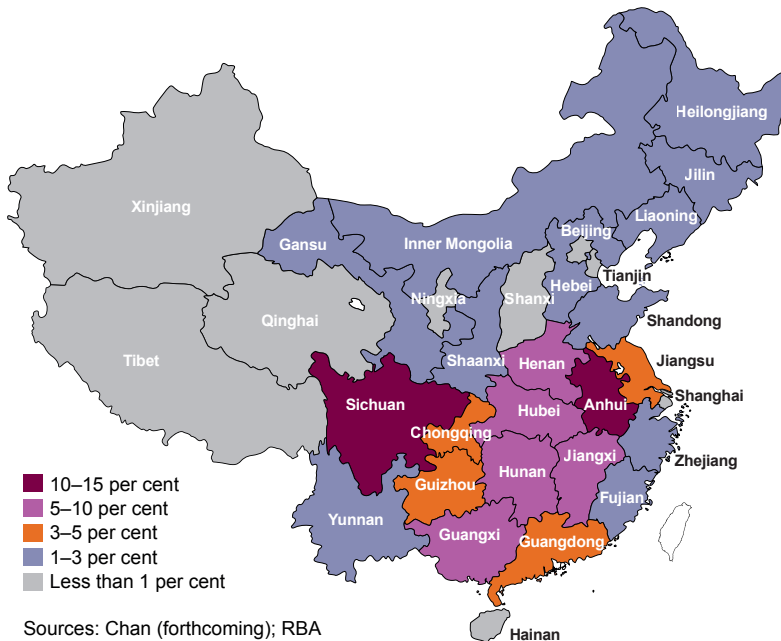 Heilongjiang
Jilin
Xinjiang
Liaoning
Beijing
Inner Mongolia
Gansu
Tianjin
Hebei
Ningxia
Shanxi
Shandong
Qinghai
Jiangsu
Tibet
Shaanxi
Henan
Shanghai
Sichuan
Anhui
Hubei
Chongqing
Jiangxi
Zhejiang
Hunan
10–15 per cent
Guizhou
Fujian
5–10 per cent
Yunnan
3–5 per cent
Guangxi
Guangdong
1–3 per cent
Less than 1 per cent
Sources: Chan (forthcoming); RBA
Hainan